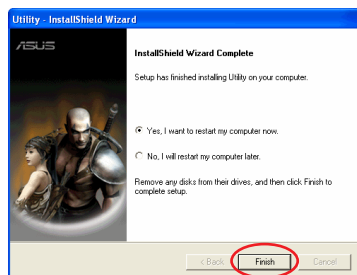 Utility - InstallShield Wizard
ASUS
InstallShield Wizard Complete
Setup has finished installing Utility on your computer.
Yes, I want to restart my computer now.
No, I will restart my computer later.
Remove any disks from their drives, and then click Finish to
complete setup.
< Back
Finish
Cancel